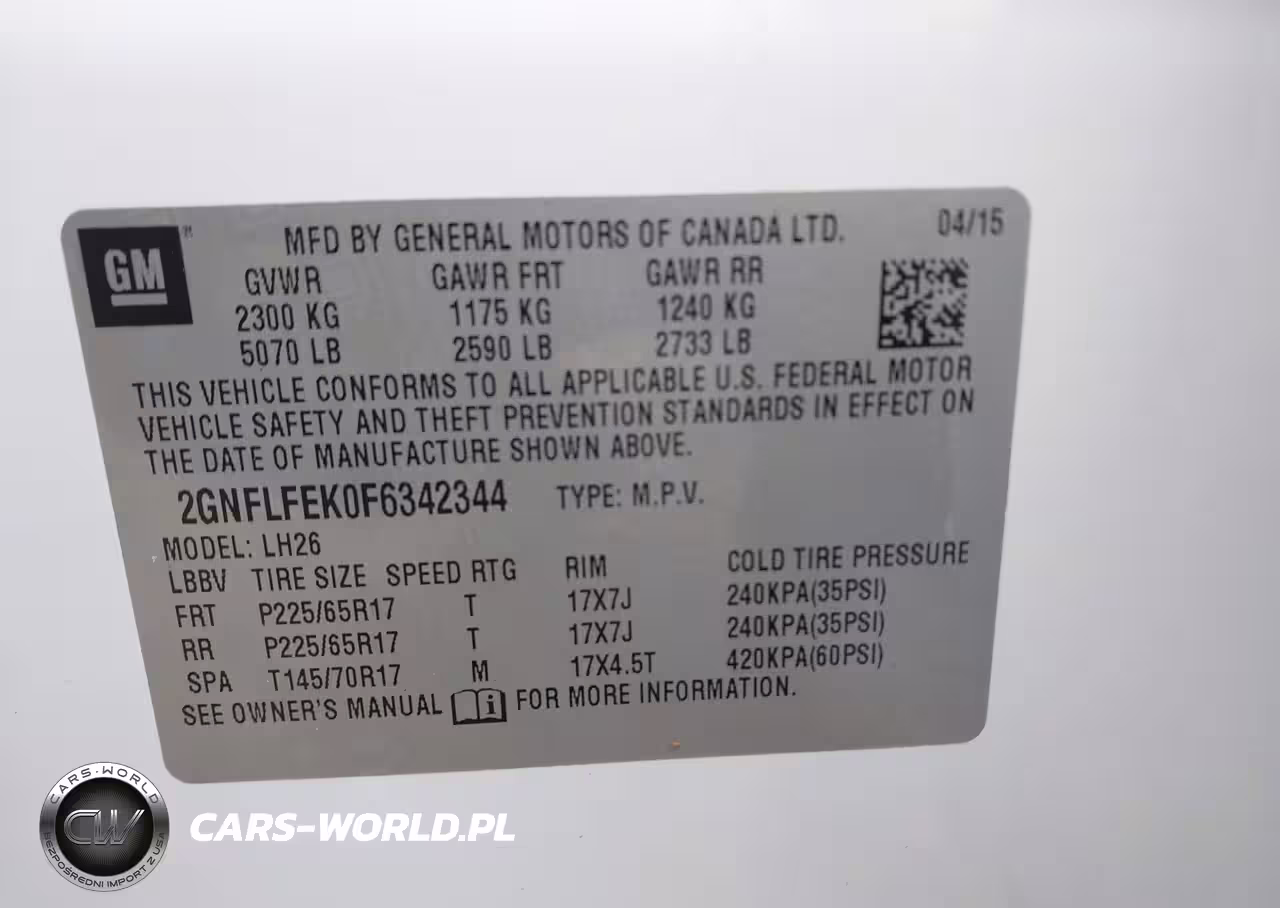 GM
MFD BY GENERAL MOTORS OF CANADA LTD. 04/15
GVWR GAWR FRT GAWR RR
2300 KG 1175 KG 1240 KG
5070 LB 2590 LB 2733 LB
THIS VEHICLE CONFORMS TO ALL APPLICABLE U.S. FEDERAL MOTOR
VEHICLE SAFETY AND THEFT PREVENTION STANDARDS IN EFFECT ON
THE DATE OF MANUFACTURE SHOWN ABOVE.
2GNFLFEK0F6342344 TYPE: M.P.V.
MODEL: LH26
LBBV TIRE SIZE SPEED RTG RIM COLD TIRE PRESSURE
FRT P225/65R17 T 17X7J 240KPA(35PSI)
RR P225/65R17 T 17X7J 240KPA(35PSI)
SPA T145/70R17 M 17X4.5T 420KPA(60PSI)
SEE OWNER'S MANUAL i FOR MORE INFORMATION.
CARS-WORLD
CW
BEZPOŚREDNI IMPORT Z USA
CARS-WORLD.PL